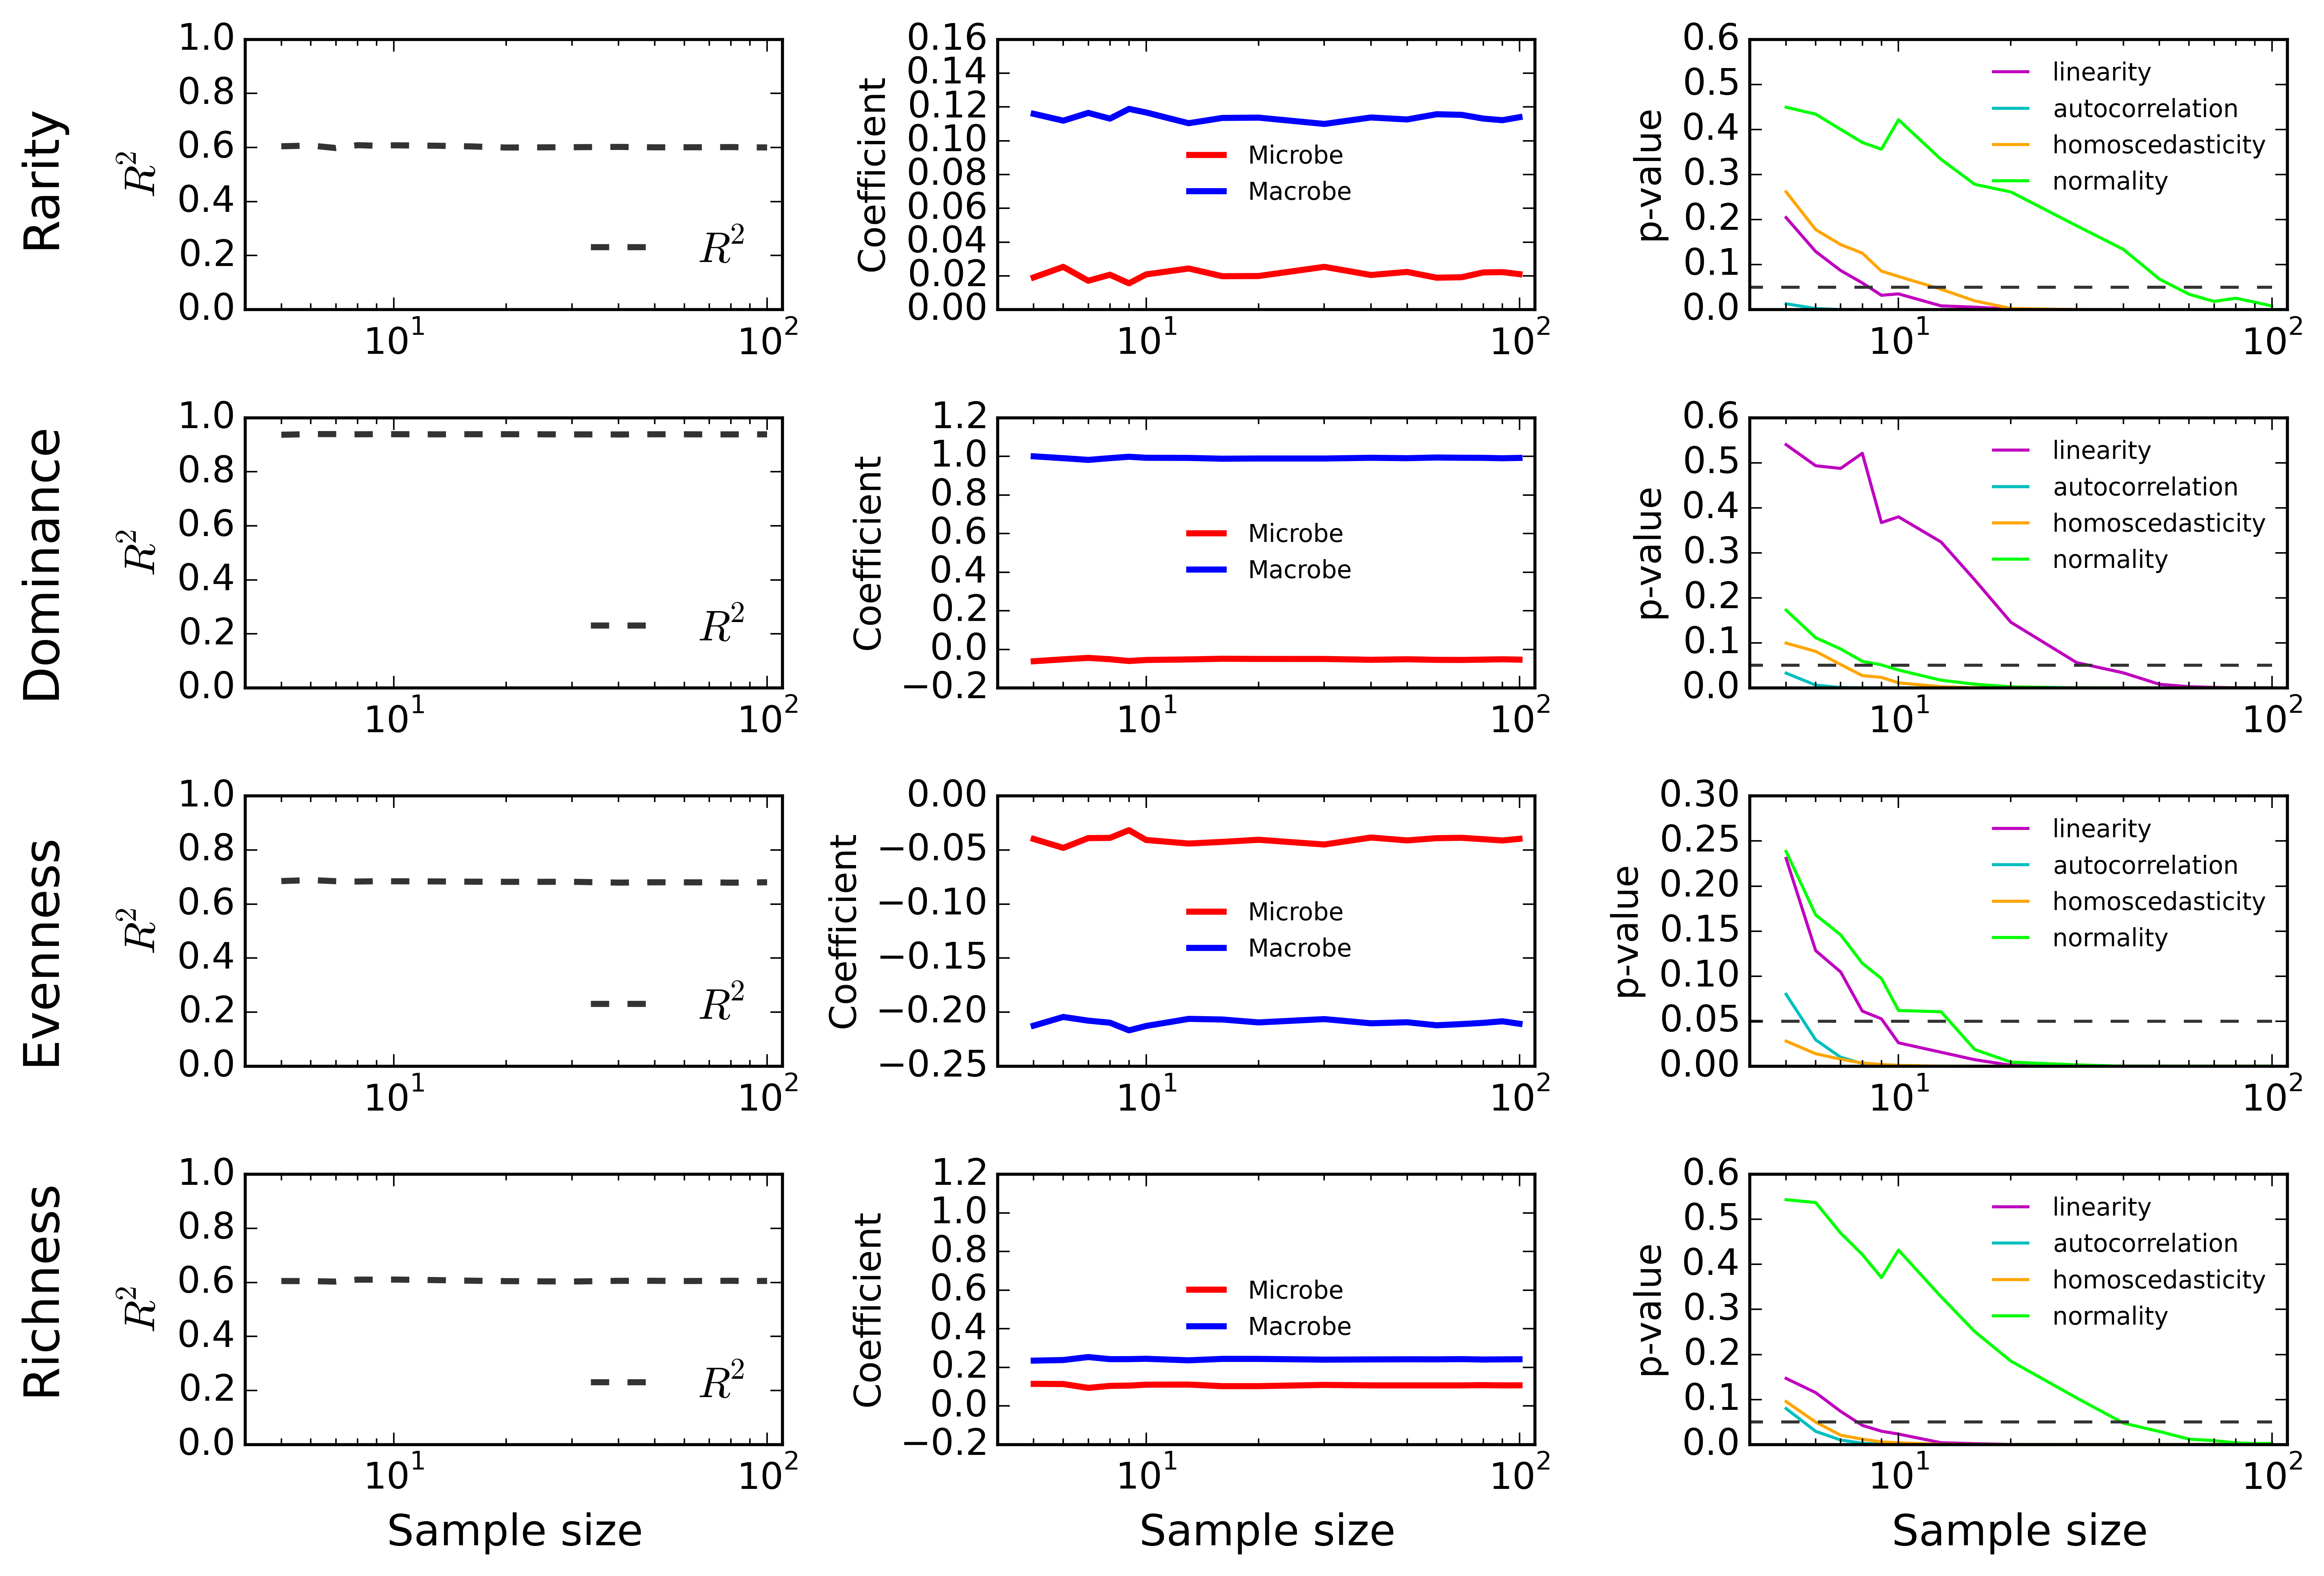 Rarity
R²
1.0
0.8
0.6
0.4
0.2
0.0
R²
10¹ 10²
Coefficient
0.16
0.14
0.12
0.10
0.08
0.06
0.04
0.02
0.00
Microbe
Macrobe
10¹ 10²
p-value
0.6
0.5
0.4
0.3
0.2
0.1
0.0
linearity
autocorrelation
homoscedasticity
normality
10¹ 10²
Dominance
R²
1.0
0.8
0.6
0.4
0.2
0.0
R²
10¹ 10²
Coefficient
1.2
1.0
0.8
0.6
0.4
0.2
0.0
−0.2
Microbe
Macrobe
10¹ 10²
p-value
0.6
0.5
0.4
0.3
0.2
0.1
0.0
linearity
autocorrelation
homoscedasticity
normality
10¹ 10²
Evenness
R²
1.0
0.8
0.6
0.4
0.2
0.0
R²
10¹ 10²
Coefficient
0.00
−0.05
−0.10
−0.15
−0.20
−0.25
Microbe
Macrobe
10¹ 10²
p-value
0.30
0.25
0.20
0.15
0.10
0.05
0.00
linearity
autocorrelation
homoscedasticity
normality
10¹ 10²
Richness
R²
1.0
0.8
0.6
0.4
0.2
0.0
R²
10¹ 10²
Sample size
Coefficient
1.2
1.0
0.8
0.6
0.4
0.2
0.0
−0.2
Microbe
Macrobe
10¹ 10²
Sample size
p-value
0.6
0.5
0.4
0.3
0.2
0.1
0.0
linearity
autocorrelation
homoscedasticity
normality
10¹ 10²
Sample size